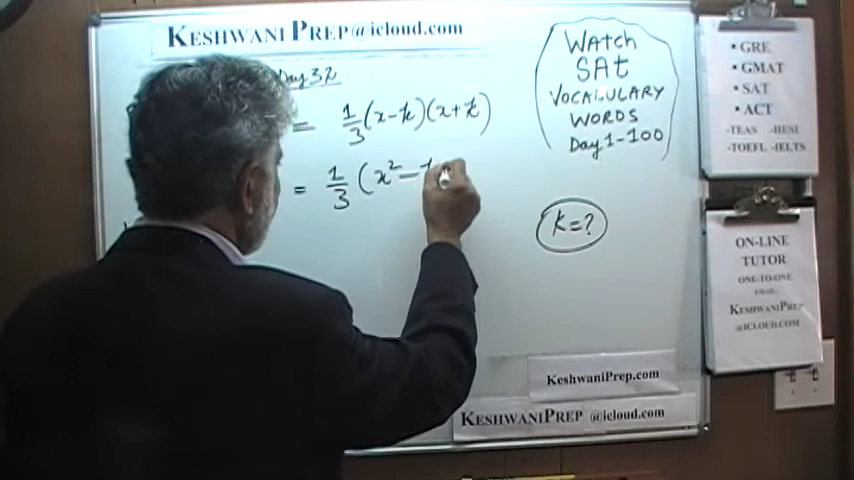 KESHWANI PREP@iCLOUD.COM
Day 32
= 1/3 (x-k)(x+k)
= 1/3 (x² -
WATCH
SAT
VOCABULARY
WORDS
Day 1-100
K=?
• GRE
• GMAT
• SAT
• ACT
-TEAS -HESI
-TOEFL -IELTS
ON-LINE
TUTOR
ONE-TO-ONE
EMAIL:
KESHWANIPREP
@ICLOUD.COM
KESHWANIPREP.com
KESHWANIPREP @iCLOUD.COM